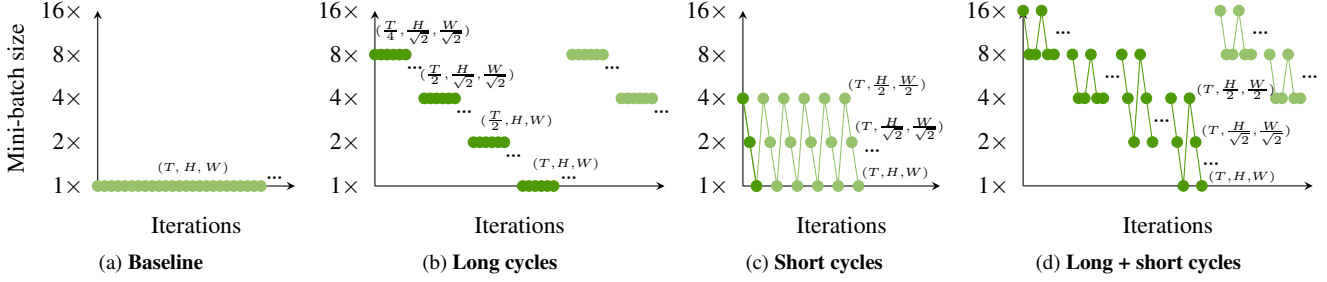 Mini-batch size
16×
8×
4×
2×
1×
(T, H, W)
...
Iterations
(a) Baseline
16×
8×
4×
2×
1×
(T/4, H/√2, W/√2)
...
(T/2, H/√2, W/√2)
...
(T/2, H, W)
...
(T, H, W)
...
...
Iterations
(b) Long cycles
16×
8×
4×
2×
1×
(T, H/2, W/2)
(T, H/√2, W/√2)
...
(T, H, W)
Iterations
(c) Short cycles
16×
8×
4×
2×
1×
...
...
...
...
(T, H/2, W/2)
...
(T, H/√2, W/√2)
...
(T, H, W)
Iterations
(d) Long + short cycles